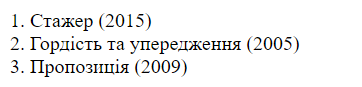 1. Стажер (2015)
2. Гордість та упередження (2005)
3. Пропозиція (2009)